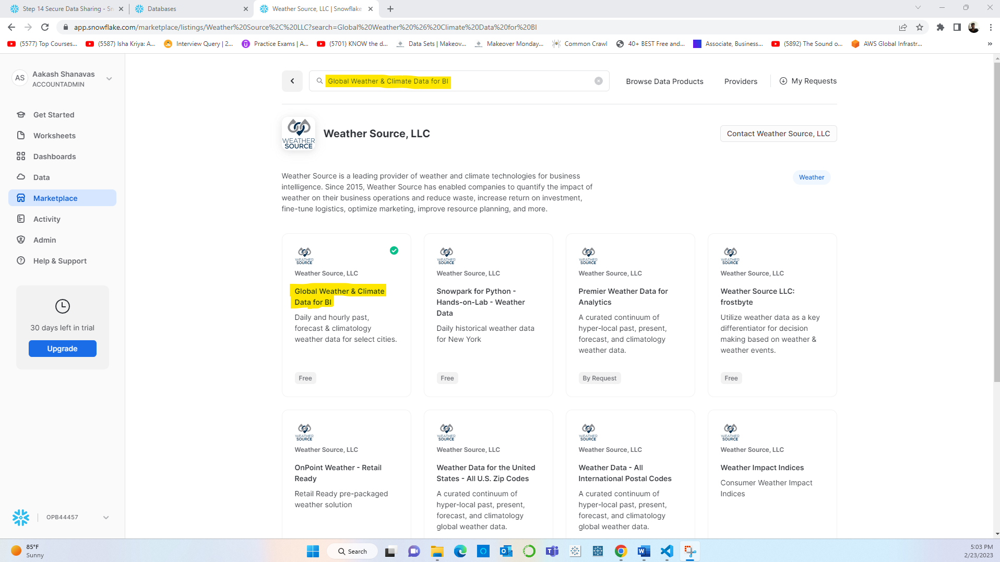 Step 14 Secure Data Sharing - Sn
Databases
Weather Source, LLC | Snowflake
app.snowflake.com/marketplace/listings/Weather%20Source%2C%20LLC?search=Global%20Weather%20%26%20Climate%20Data%20for%20BI
(5577) Top Courses...
(5587) Isha Kriya: A...
Interview Query | 2...
Practice Exams | A...
(5701) KNOW the d...
Data Sets | Makeov...
Makeover Monday...
Common Crawl
40+ BEST Free and...
Associate, Business...
(5892) The Sound o...
AWS Global Infrastr...
»
AS
Aakash Shanavas
ACCOUNTADMIN
Get Started
Worksheets
Dashboards
Data
Marketplace
Activity
Admin
Help & Support
30 days left in trial
Upgrade
OPB44457
Global Weather & Climate Data for BI
Browse Data Products
Providers
My Requests
WEATHER
SOURCE
Weather Source, LLC
Contact Weather Source, LLC
Weather Source is a leading provider of weather and climate technologies for business
intelligence. Since 2015, Weather Source has enabled companies to quantify the impact of
weather on their business operations and reduce waste, increase return on investment,
fine-tune logistics, optimize marketing, improve resource planning, and more.
Weather
WEATHER
SOURCE
Weather Source, LLC
Global Weather & Climate
Data for BI
Daily and hourly past,
forecast & climatology
weather data for select cities.
Free
WEATHER
SOURCE
Weather Source, LLC
Snowpark for Python -
Hands-on-Lab - Weather
Data
Daily historical weather data
for New York
Free
WEATHER
SOURCE
Weather Source, LLC
Premier Weather Data for
Analytics
A curated continuum of
hyper-local past, present,
forecast, and climatology
weather data.
By Request
WEATHER
SOURCE
Weather Source, LLC
Weather Source LLC:
frostbyte
Utilize weather data as a key
differentiator for decision
making based on weather &
weather events.
Free
WEATHER
SOURCE
Weather Source, LLC
OnPoint Weather - Retail
Ready
Retail Ready pre-packaged
weather solution
WEATHER
SOURCE
Weather Source, LLC
Weather Data for the United
States - All U.S. Zip Codes
A curated continuum of
hyper-local past, present,
forecast, and climatology
global weather data.
WEATHER
SOURCE
Weather Source, LLC
Weather Data - All
International Postal Codes
A curated continuum of
hyper-local past, present,
forecast, and climatology
global weather data.
WEATHER
SOURCE
Weather Source, LLC
Weather Impact Indices
Consumer Weather Impact
Indices
85°F
Sunny
Search
5:03 PM
2/23/2023